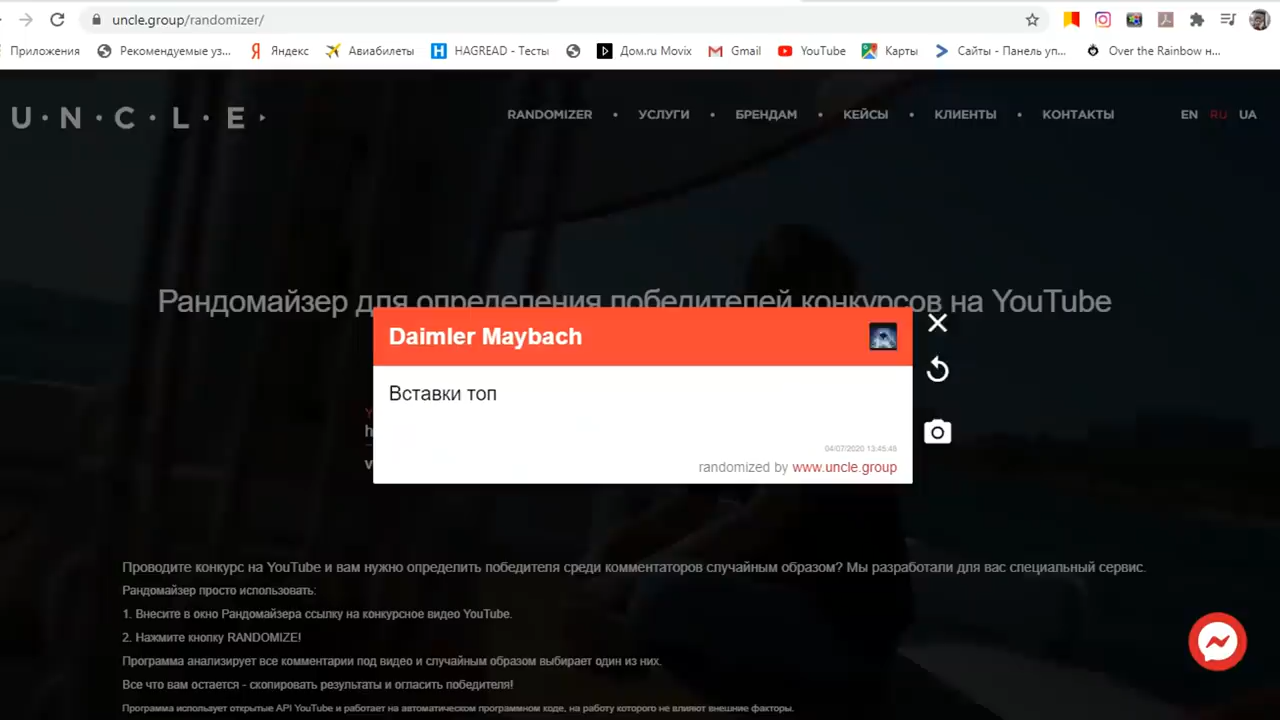 uncle.group/randomizer/
Приложения Рекомендуемые уз... Яндекс Авиабилеты HAGREAD - Тесты Дом.ru Movix Gmail YouTube Карты Сайты - Панель уп... Over the Rainbow н...
U·N·C·L·E RANDOMIZER • УСЛУГИ • БРЕНДАМ • КЕЙСЫ • КЛИЕНТЫ • КОНТАКТЫ EN RU UA
Рандомайзер для определения победителей конкурсов на YouTube
Daimler Maybach
Вставки топ
04/07/2020 13:45:48
randomized by www.uncle.group
Проводите конкурс на YouTube и вам нужно определить победителя среди комментаторов случайным образом? Мы разработали для вас специальный сервис.
Рандомайзер просто использовать:
1. Внесите в окно Рандомайзера ссылку на конкурсное видео YouTube.
2. Нажмите кнопку RANDOMIZE!
Программа анализирует все комментарии под видео и случайным образом выбирает один из них.
Все что вам остается - скопировать результаты и огласить победителя!
Программа использует открытые API YouTube и работает на автоматическом программном коде, на работу которого не влияют внешние факторы.